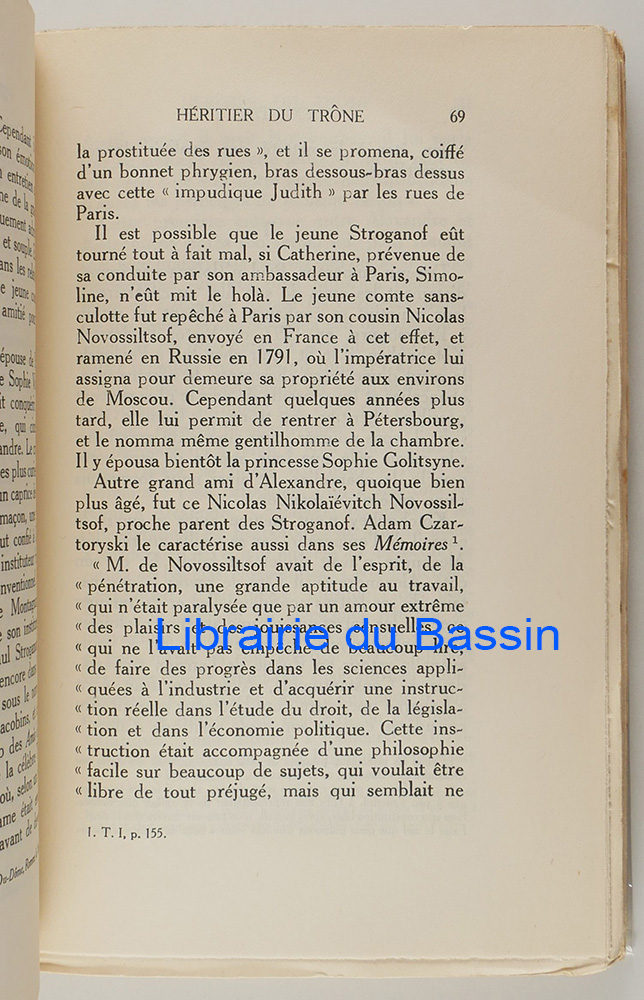 HÉRITIER DU TRÔNE 69
la prostituée des rues », et il se promena, coiffé
d'un bonnet phrygien, bras dessous-bras dessus
avec cette « impudique Judith » par les rues de
Paris.
Il est possible que le jeune Stroganof eût
tourné tout à fait mal, si Catherine, prévenue de
sa conduite par son ambassadeur à Paris, Simo-
line, n'eût mit le holà. Le jeune comte sans-
culotte fut repêché à Paris par son cousin Nicolas
Novossiltsof, envoyé en France à cet effet, et
ramené en Russie en 1791, où l'impératrice lui
assigna pour demeure sa propriété aux environs
de Moscou. Cependant quelques années plus
tard, elle lui permit de rentrer à Pétersbourg,
et le nomma même gentilhomme de la chambre.
Il y épousa bientôt la princesse Sophie Golitsyne.
Autre grand ami d'Alexandre, quoique bien
plus âgé, fut ce Nicolas Nikolaïévitch Novossil-
tsof, proche parent des Stroganof. Adam Czar-
toryski le caractérise aussi dans ses Mémoires 1.
« M. de Novossiltsof avait de l'esprit, de la
« pénétration, une grande aptitude au travail,
« qui n'était paralysée que par un amour extrême
« des plaisirs et des jouissances sensuelles, ce
« qui ne l'avait pas empêché de beaucoup lire,
« de faire des progrès dans les sciences appli-
« quées à l'industrie et d'acquérir une instruc-
« tion réelle dans l'étude du droit, de la législa-
« tion et dans l'économie politique. Cette ins-
« truction était accompagnée d'une philosophie
« facile sur beaucoup de sujets, qui voulait être
« libre de tout préjugé, mais qui semblait ne
1. T. I, p. 155.
Librairie du Bassin